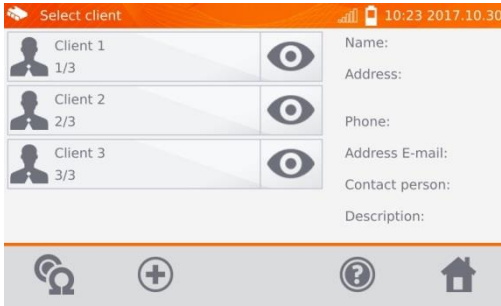 Select client
10:23 2017.10.30
Client 1
1/3
Client 2
2/3
Client 3
3/3
Name:
Address:
Phone:
Address E-mail:
Contact person:
Description: